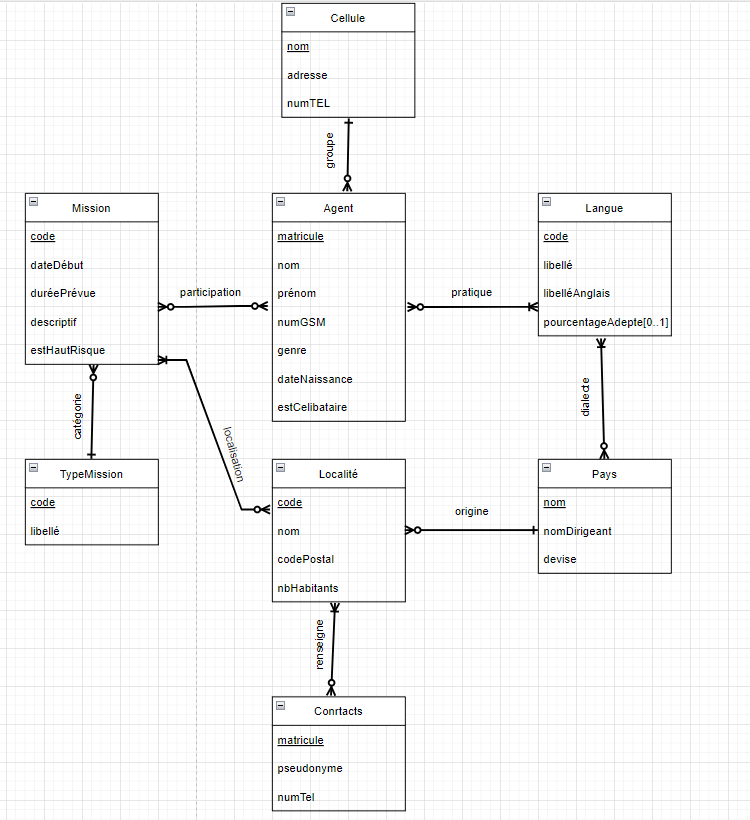 Cellule
nom
adresse
numTEL
groupe
Mission
code
dateDébut
duréePrévue
descriptif
estHautRisque
participation
Agent
matricule
nom
prénom
numGSM
genre
dateNaissance
estCelibataire
pratique
Langue
code
libellé
libelléAnglais
pourcentageAdepte[0..1]
catégorie
localisation
dialecte
TypeMission
code
libellé
Localité
code
nom
codePostal
nbHabitants
origine
Pays
nom
nomDirigeant
devise
renseigne
Conrtacts
matricule
pseudonyme
numTel